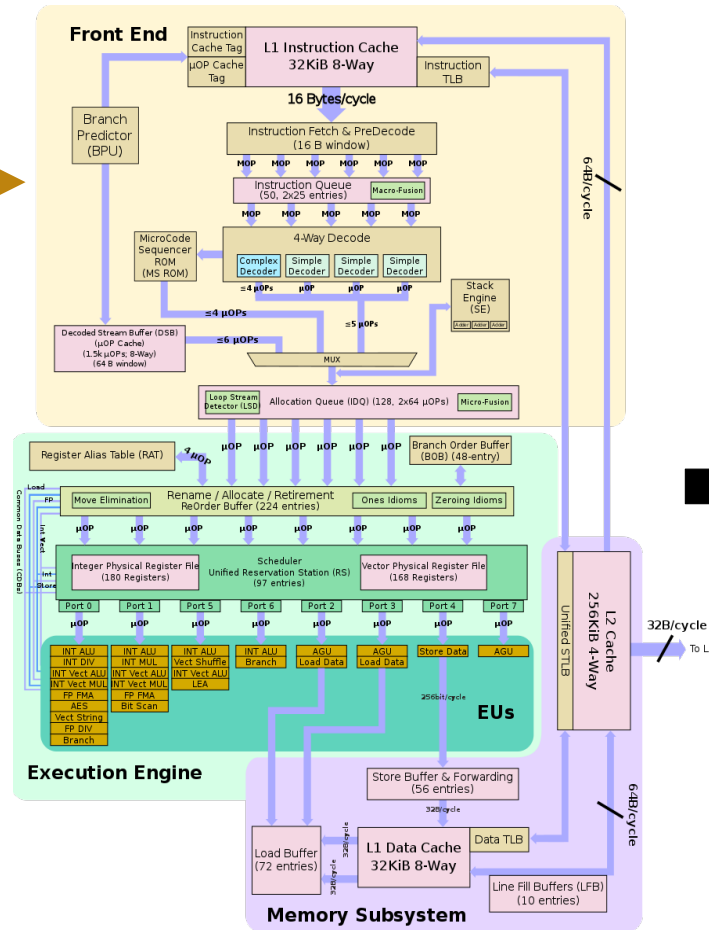 Front End
Instruction
Cache Tag
µOP Cache
Tag
L1 Instruction Cache
32KiB 8-Way
Instruction
TLB
16 Bytes/cycle
Branch
Predictor
(BPU)
Instruction Fetch & PreDecode
(16 B window)
MOP MOP MOP MOP MOP MOP
Instruction Queue
(50, 2x25 entries)
Macro-Fusion
MOP MOP MOP MOP MOP
64B/cycle
MicroCode
Sequencer
ROM
(MS ROM)
4-Way Decode
Complex
Decoder
Simple
Decoder
Simple
Decoder
Simple
Decoder
≤4 µOPs µOP µOP µOP
Stack
Engine
(SE)
Adder Adder Adder
≤4 µOPs
≤5 µOPs
Decoded Stream Buffer (DSB)
(µOP Cache)
(1.5k µOPs; 8-Way)
(64 B window)
≤6 µOPs
MUX
Loop Stream
Detector (LSD)
Allocation Queue (IDQ) (128, 2x64 µOPs)
Micro-Fusion
µOP µOP µOP µOP µOP µOP
Register Alias Table (RAT)
4 µOP
Branch Order Buffer
(BOB) (48-entry)
Move Elimination
Rename / Allocate / Retirement
ReOrder Buffer (224 entries)
Ones Idioms
Zeroing Idioms
Load
FP
Int Vect
Int
Store
Common Data Buses (CDBs)
µOP µOP µOP µOP µOP µOP µOP µOP
Integer Physical Register File
(180 Registers)
Scheduler
Unified Reservation Station (RS)
(97 entries)
Vector Physical Register File
(168 Registers)
Port 0 Port 1 Port 5 Port 6 Port 2 Port 3 Port 4 Port 7
µOP µOP µOP µOP µOP µOP µOP µOP
INT ALU
INT DIV
INT Vect ALU
INT Vect MUL
FP FMA
AES
Vect String
FP DIV
Branch
INT ALU
INT MUL
INT Vect ALU
INT Vect MUL
FP FMA
Bit Scan
INT ALU
Vect Shuffle
INT Vect ALU
LEA
INT ALU
Branch
AGU
Load Data
AGU
Load Data
Store Data
AGU
256bit/cycle
EUs
Execution Engine
Unified STLB
L2 Cache
256KiB 4-Way
32B/cycle
To L
Store Buffer & Forwarding
(56 entries)
32B/cycle
64B/cycle
Load Buffer
(72 entries)
32B/cycle
32B/cycle
L1 Data Cache
32KiB 8-Way
Data TLB
Line Fill Buffers (LFB)
(10 entries)
Memory Subsystem